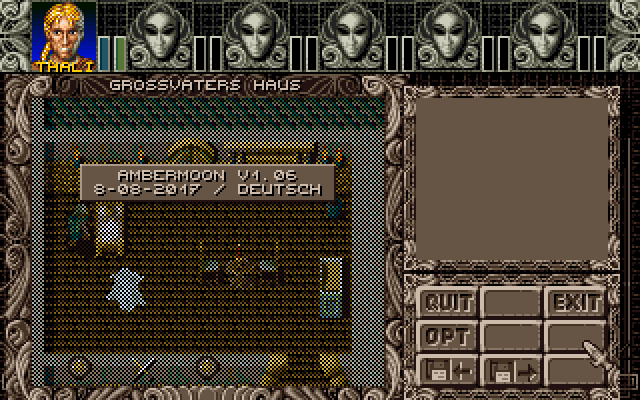 THALI
GROSSVATERS HAUS
AMBERMOON V1.06
8-08-2017 / DEUTSCH
QUIT
EXIT
OPT